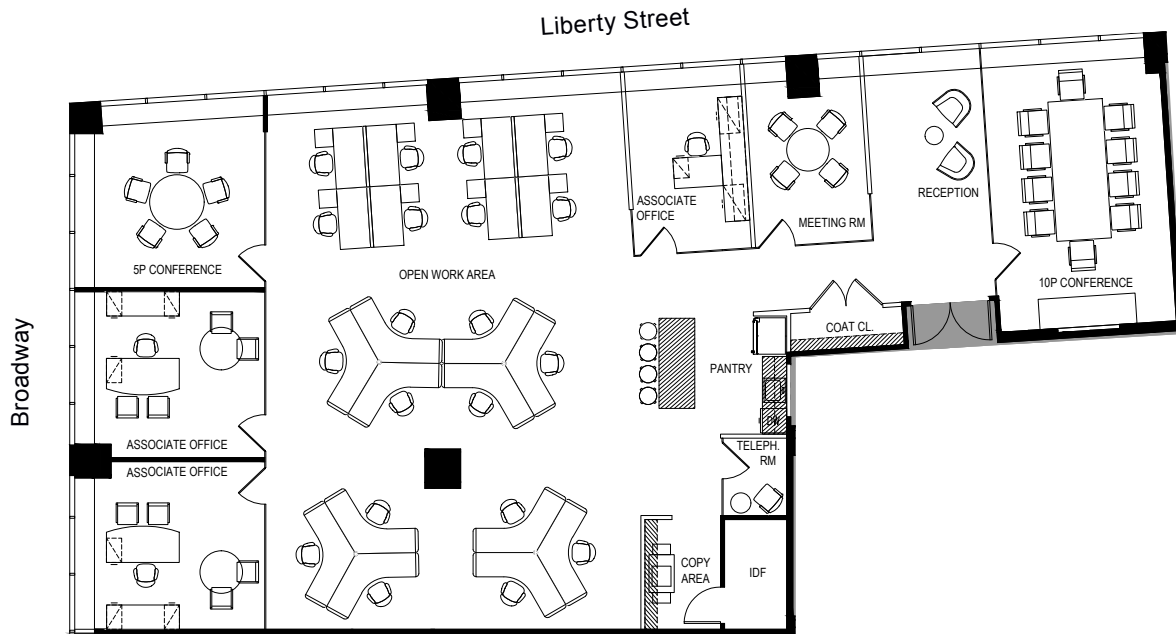 Liberty Street
Broadway
5P CONFERENCE
OPEN WORK AREA
ASSOCIATE
OFFICE
MEETING RM
RECEPTION
10P CONFERENCE
COAT CL.
PANTRY
DW
TELEPH.
RM
ASSOCIATE OFFICE
ASSOCIATE OFFICE
COPY
AREA
IDF